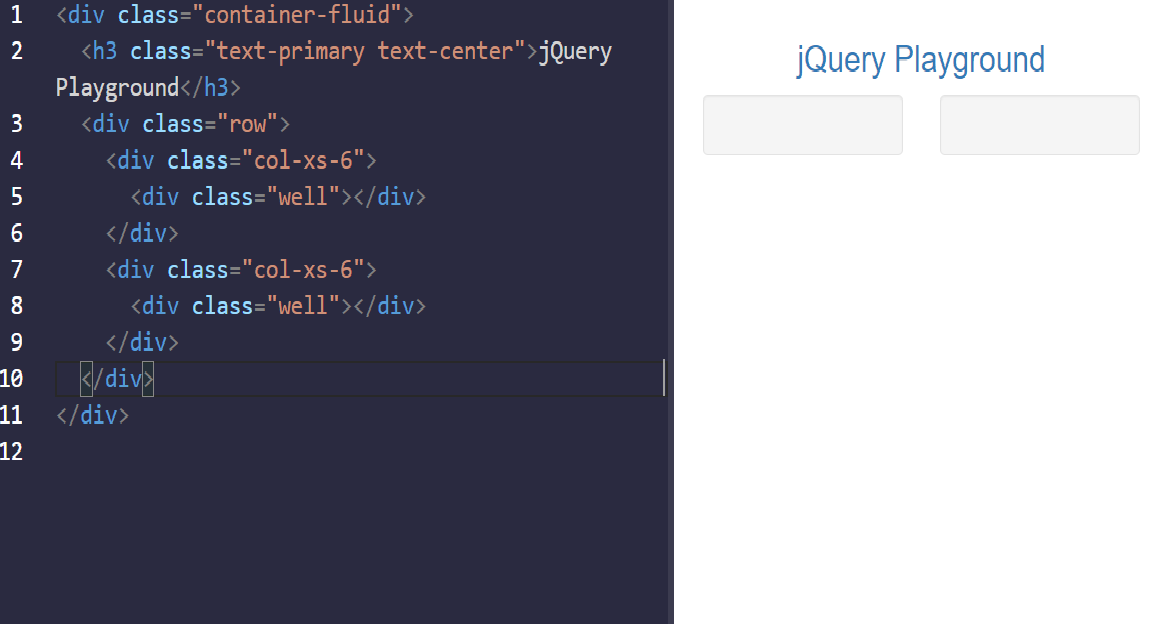 1 <div class="container-fluid">
2   <h3 class="text-primary text-center">jQuery
Playground</h3>
3   <div class="row">
4     <div class="col-xs-6">
5       <div class="well"></div>
6     </div>
7     <div class="col-xs-6">
8       <div class="well"></div>
9     </div>
10   </div>
11 </div>
12
jQuery Playground